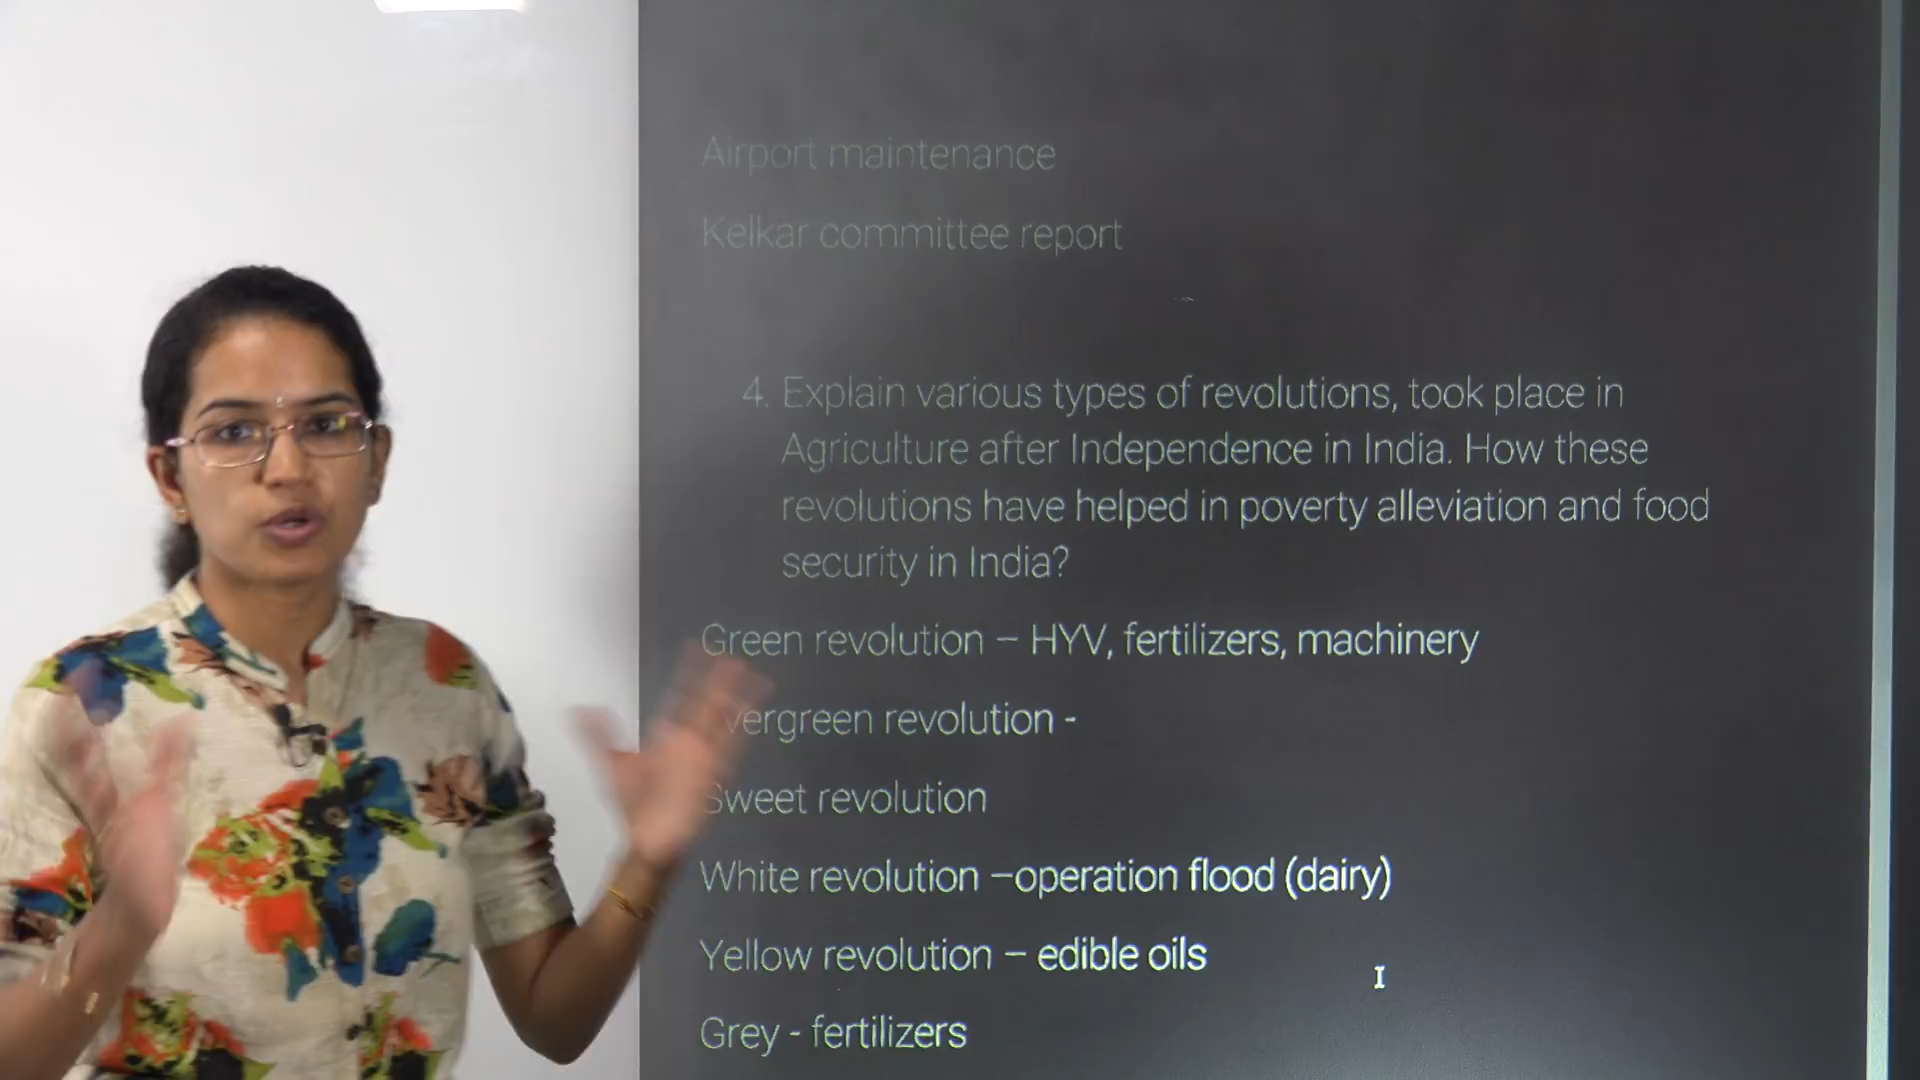 Airport maintenance
Kelkar committee report
4. Explain various types of revolutions, took place in
Agriculture after Independence in India. How these
revolutions have helped in poverty alleviation and food
security in India?
Green revolution – HYV, fertilizers, machinery
vergreen revolution -
Sweet revolution
White revolution –operation flood (dairy)
Yellow revolution – edible oils
Grey - fertilizers